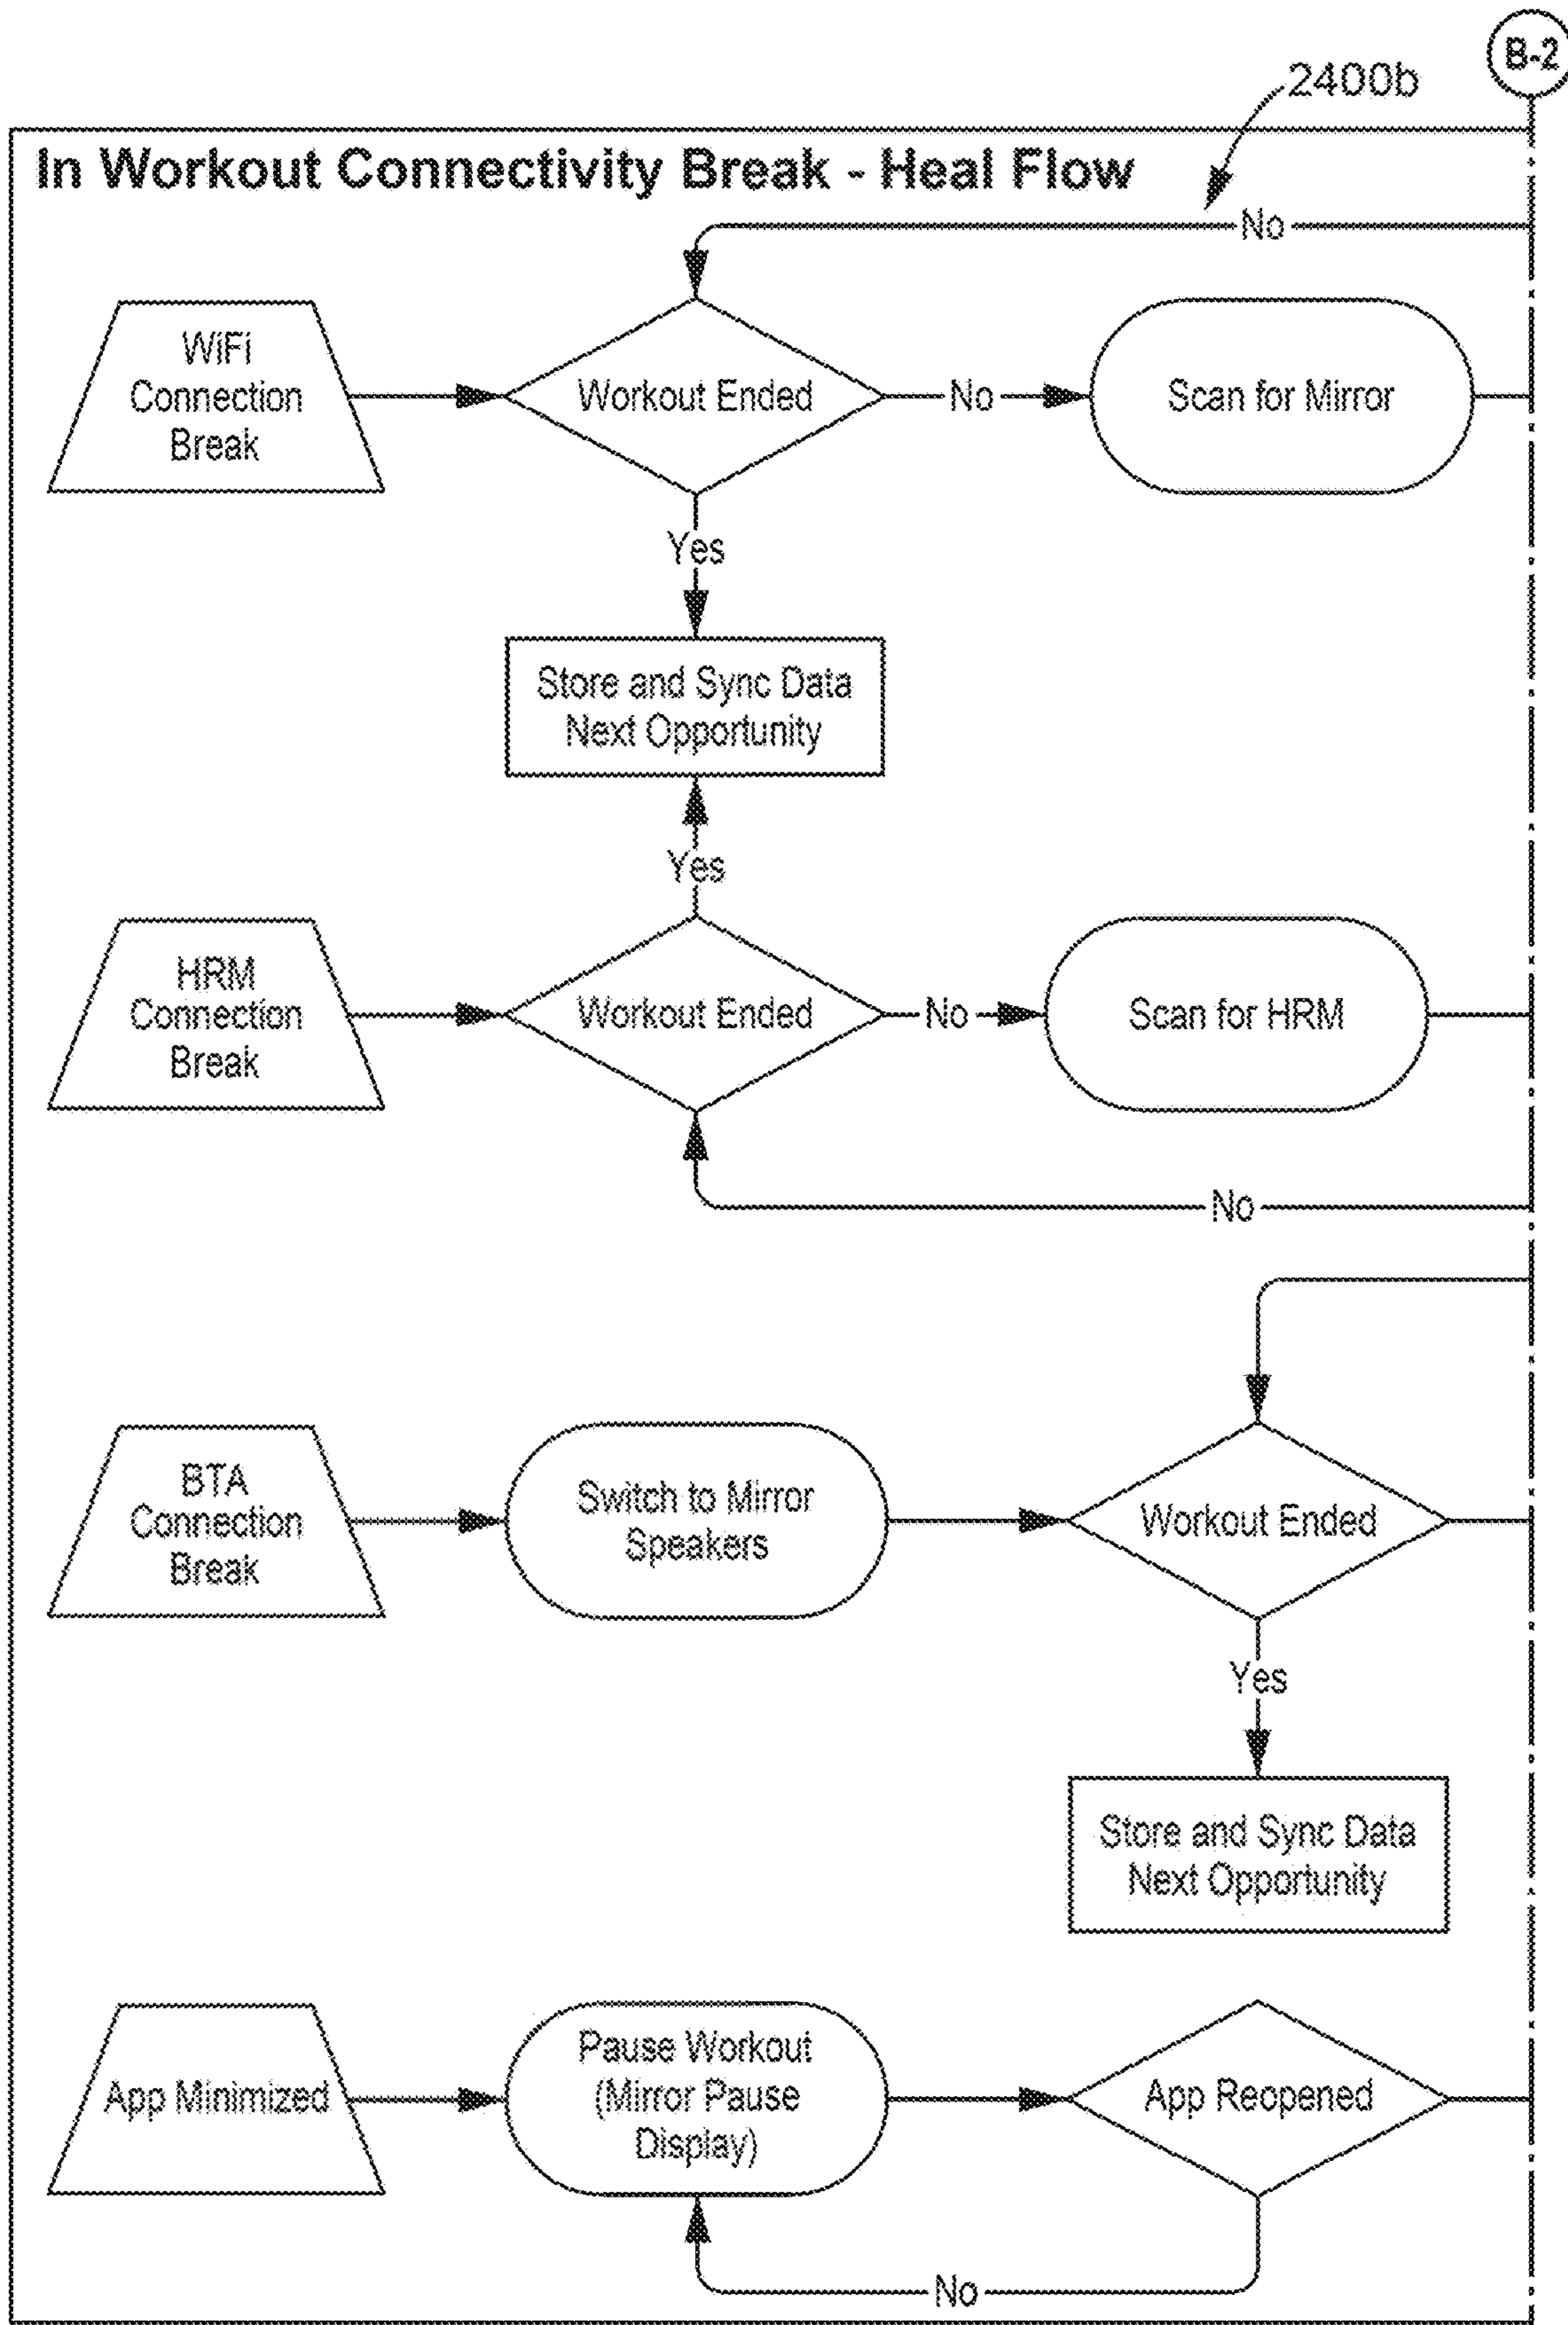 B-2
2400b
In Workout Connectivity Break - Heal Flow
No
WiFi
Connection
Break
Workout Ended
No
Scan for Mirror
Yes
Store and Sync Data
Next Opportunity
Yes
HRM
Connection
Break
Workout Ended
No
Scan for HRM
No
BTA
Connection
Break
Switch to Mirror
Speakers
Workout Ended
Yes
Store and Sync Data
Next Opportunity
App Minimized
Pause Workout
(Mirror Pause
Display)
App Reopened
No